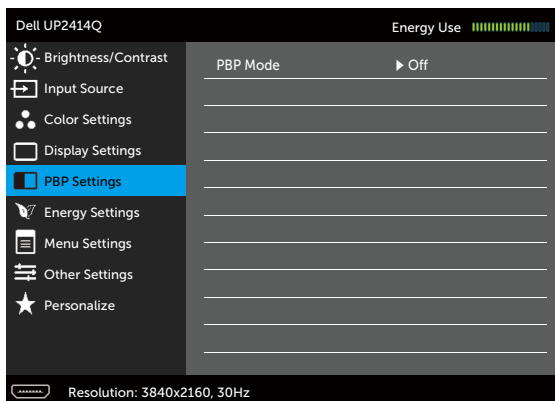 Dell UP2414Q
Energy Use
Brightness/Contrast
PBP Mode
Off
Input Source
Color Settings
Display Settings
PBP Settings
Energy Settings
Menu Settings
Other Settings
Personalize
Resolution: 3840x2160, 30Hz